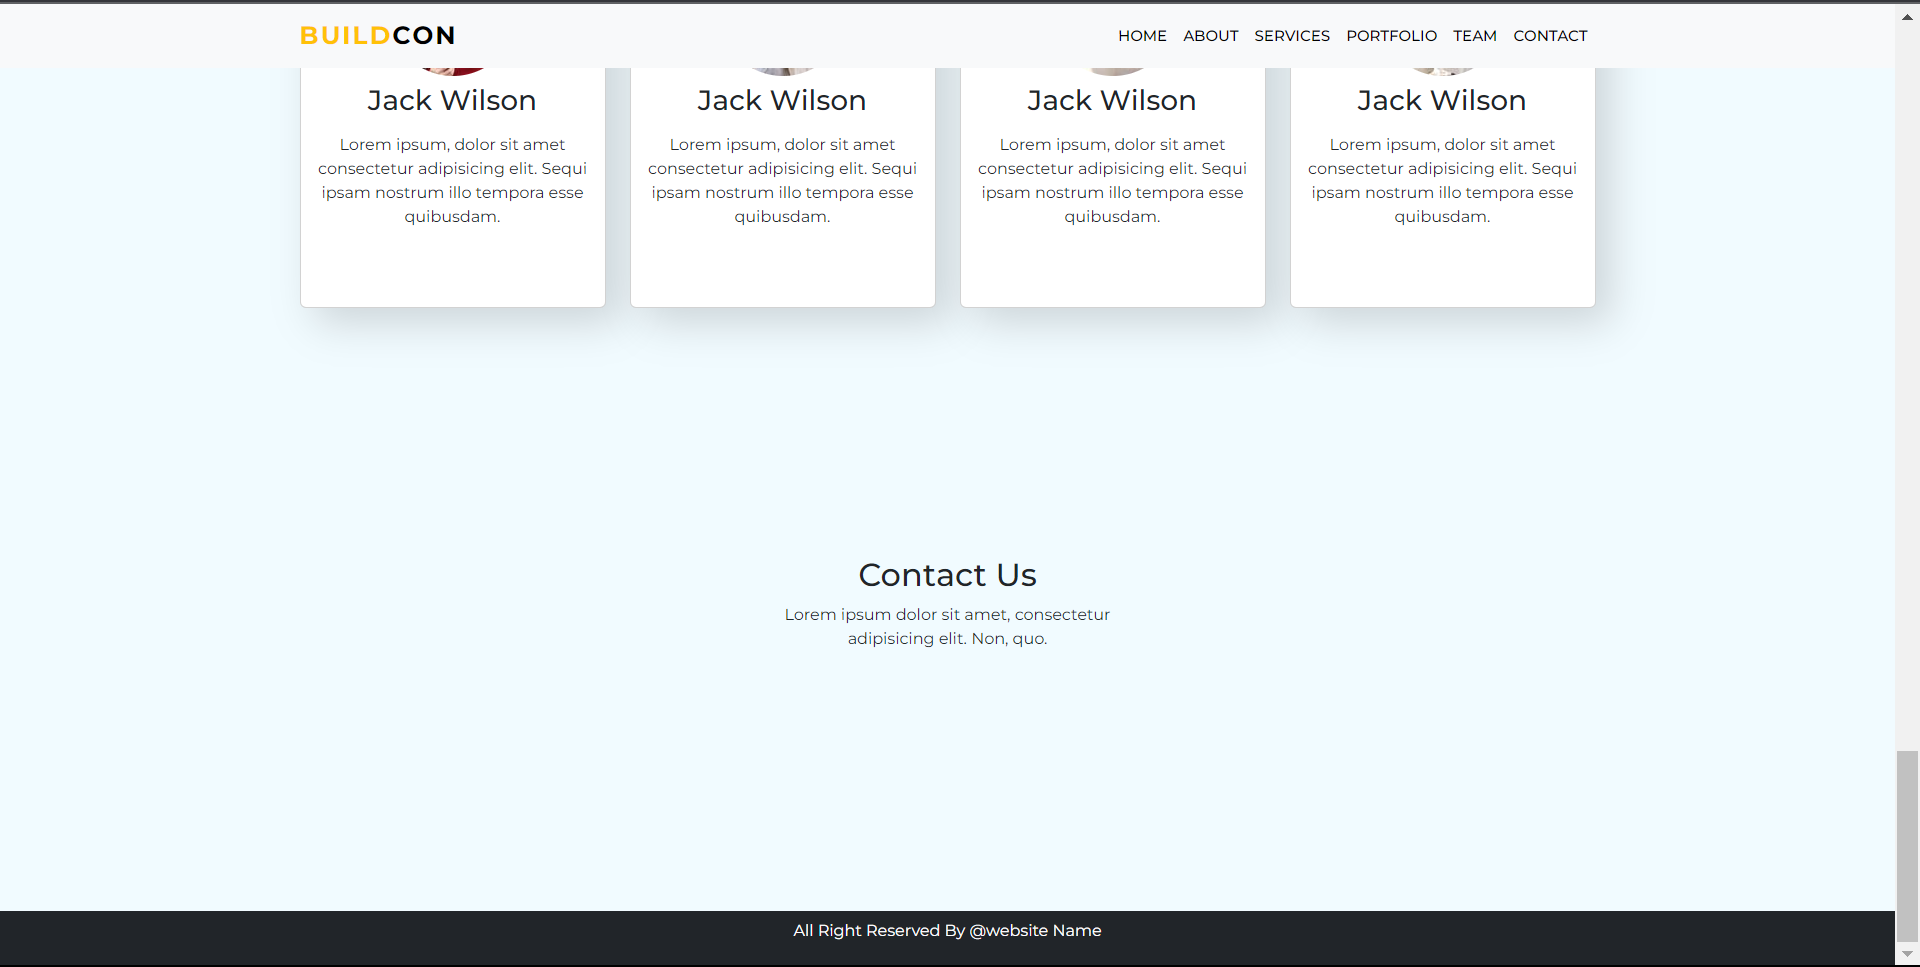 BUILDCON
HOME ABOUT SERVICES PORTFOLIO TEAM CONTACT
Jack Wilson
Lorem ipsum, dolor sit amet
consectetur adipisicing elit. Sequi
ipsam nostrum illo tempora esse
quibusdam.
Jack Wilson
Lorem ipsum, dolor sit amet
consectetur adipisicing elit. Sequi
ipsam nostrum illo tempora esse
quibusdam.
Jack Wilson
Lorem ipsum, dolor sit amet
consectetur adipisicing elit. Sequi
ipsam nostrum illo tempora esse
quibusdam.
Jack Wilson
Lorem ipsum, dolor sit amet
consectetur adipisicing elit. Sequi
ipsam nostrum illo tempora esse
quibusdam.
Contact Us
Lorem ipsum dolor sit amet, consectetur
adipisicing elit. Non, quo.
All Right Reserved By @website Name